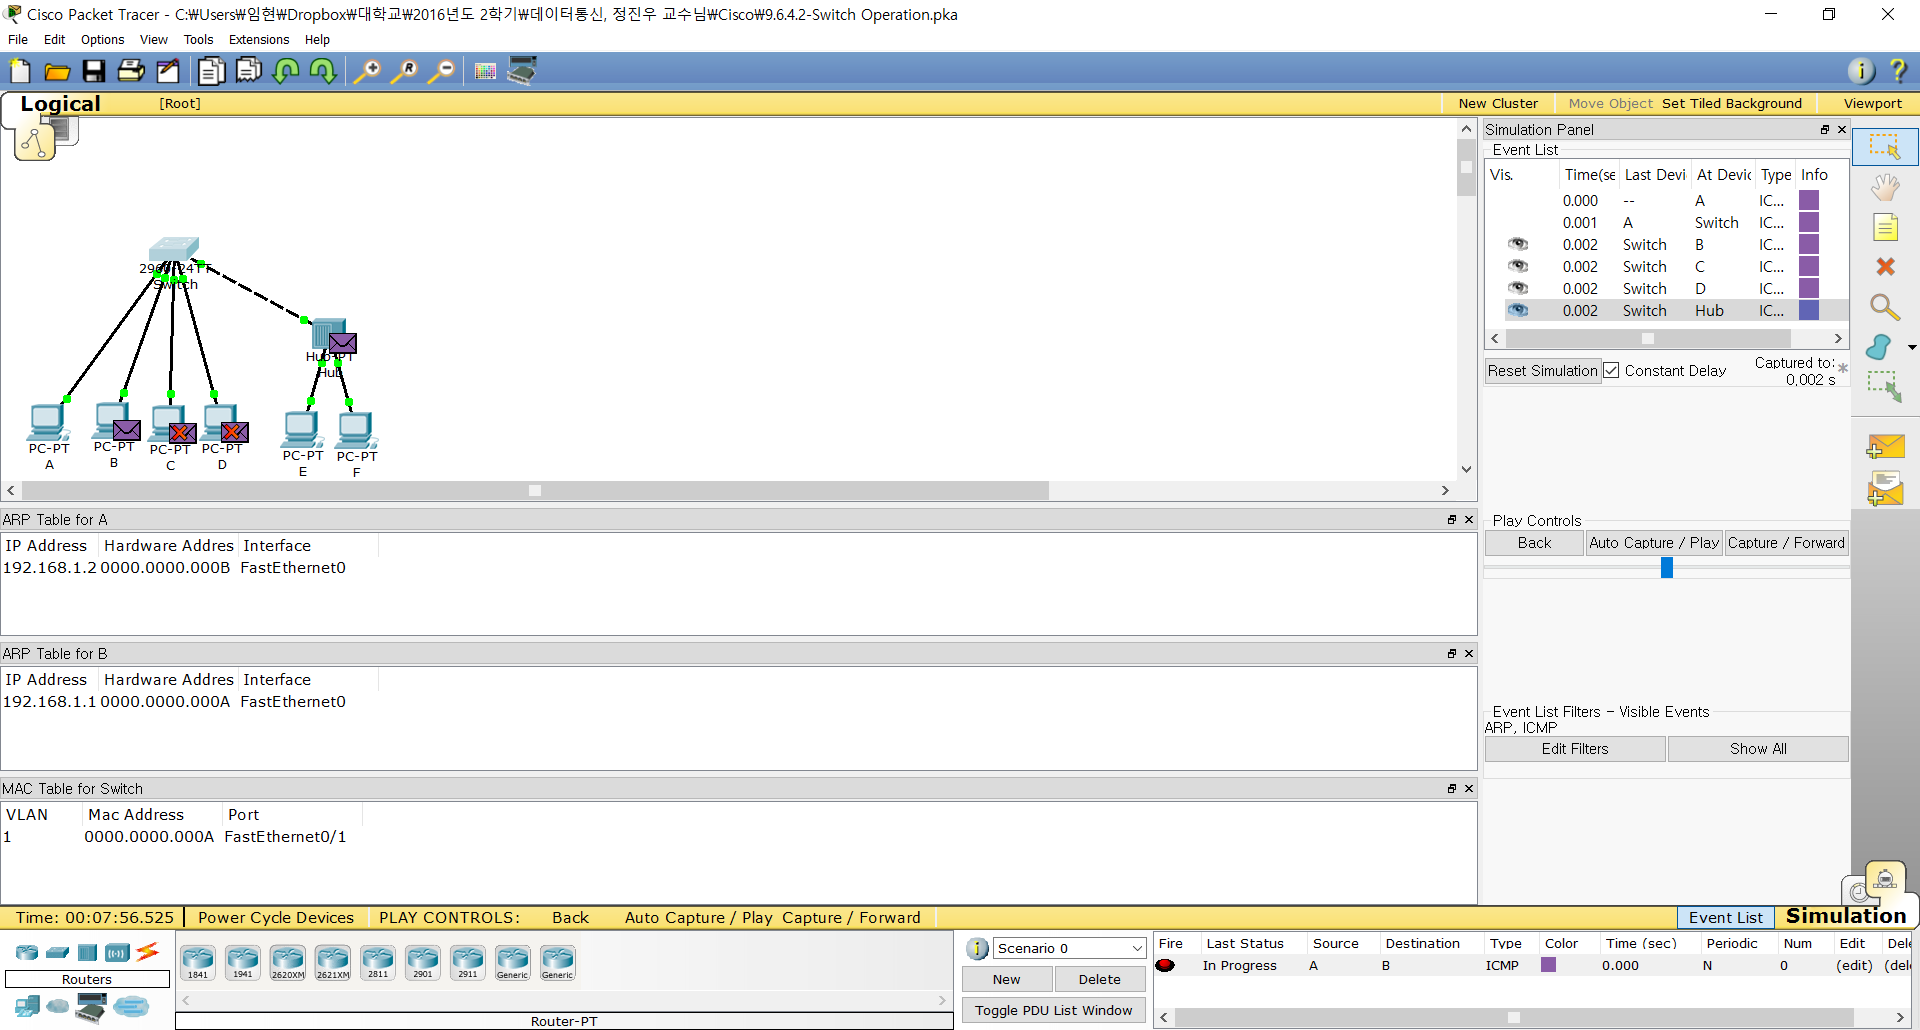 Cisco Packet Tracer - C:₩Users₩임현₩Dropbox₩대학교₩2016년도 2학기₩데이터통신, 정진우 교수님₩Cisco₩9.6.4.2-Switch Operation.pka
File Edit Options View Tools Extensions Help
Logical [Root] New Cluster Move Object Set Tiled Background Viewport
2960-24TT
Switch
Hub-PT
Hub
PC-PT
A
PC-PT
B
PC-PT
C
PC-PT
D
PC-PT
E
PC-PT
F
Simulation Panel
Event List
Vis. Time(se Last Devi At Devic Type Info
0.000 -- A IC...
0.001 A Switch IC...
0.002 Switch B IC...
0.002 Switch C IC...
0.002 Switch D IC...
0.002 Switch Hub IC...
Reset Simulation Constant Delay Captured to:
0.002 s
Play Controls
Back Auto Capture / Play Capture / Forward
Event List Filters - Visible Events
ARP, ICMP
Edit Filters Show All
ARP Table for A
IP Address Hardware Addres Interface
192.168.1.2 0000.0000.000B FastEthernet0
ARP Table for B
IP Address Hardware Addres Interface
192.168.1.1 0000.0000.000A FastEthernet0
MAC Table for Switch
VLAN Mac Address Port
1 0000.0000.000A FastEthernet0/1
Time: 00:07:56.525 Power Cycle Devices PLAY CONTROLS: Back Auto Capture / Play Capture / Forward Event List Simulation
Routers
1841 1941 2620XM 2621XM 2811 2901 2911 Generic Generic
Router-PT
Scenario 0
New Delete
Toggle PDU List Window
Fire Last Status Source Destination Type Color Time (sec) Periodic Num Edit Dele
In Progress A B ICMP 0.000 N 0 (edit) (del